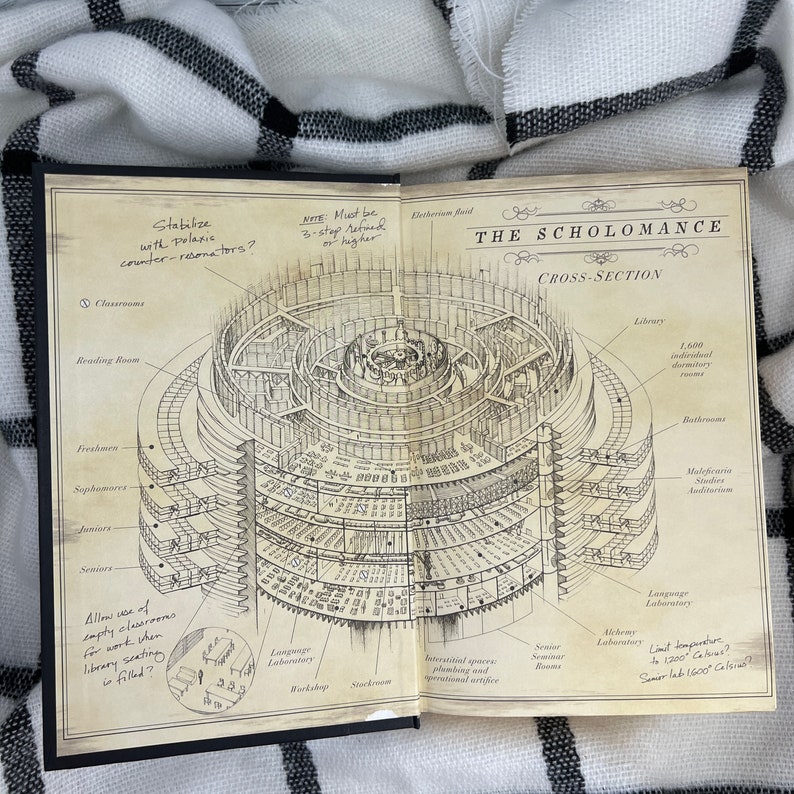 Stabilize
with polaxis
counter-resonators?
NOTE: Must be
3-step refined
or higher
Eletherium fluid
THE SCHOLOMANCE
CROSS-SECTION
Classrooms
Reading Room
Freshmen
Sophomores
Juniors
Seniors
Library
1,600
individual
dormitory
rooms
Bathrooms
Maleficaria
Studies
Auditorium
Language
Laboratory
Alchemy
Laboratory
Senior
Seminar
Rooms
Interstitial spaces:
plumbing and
operational artifice
Stockroom
Workshop
Language
Laboratory
Allow use of
empty classrooms
for work when
library seating
is filled?
Limit temperature
to 1,200° Celsius?
Senior lab 1,600° Celsius?